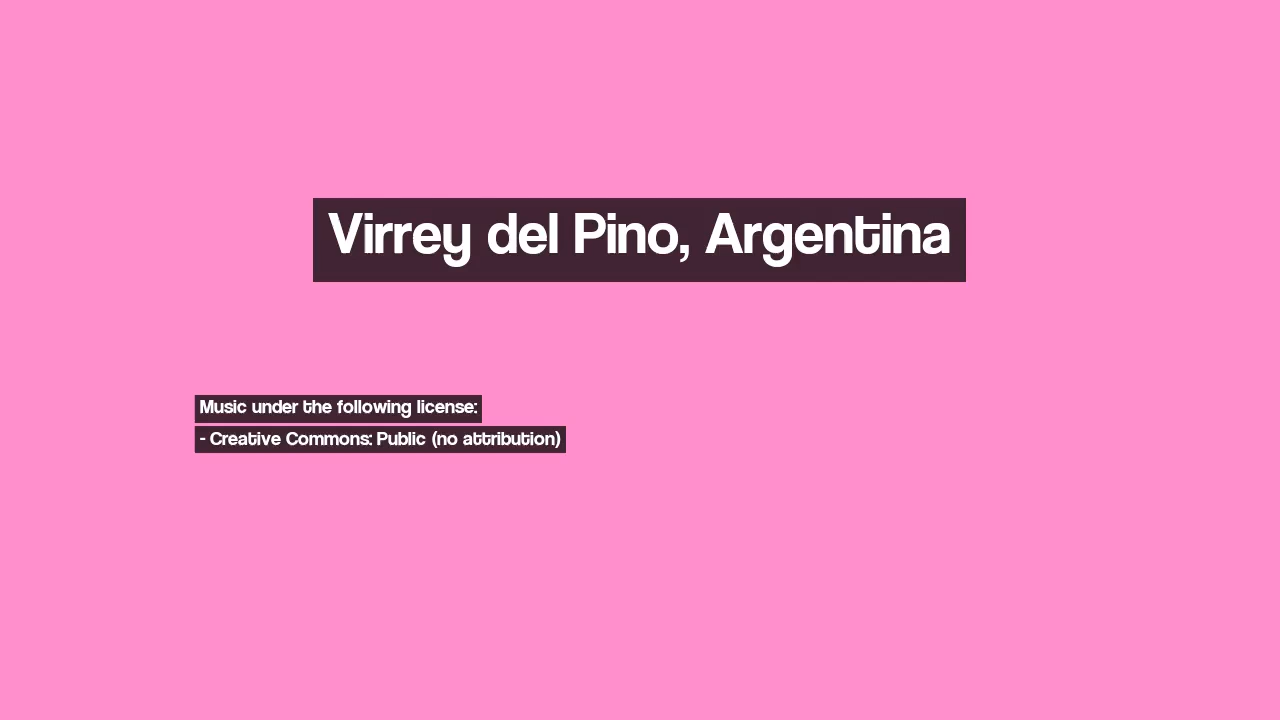 Virrey del Pino, Argentina
Music under the following license:
- Creative Commons: Public (no attribution)